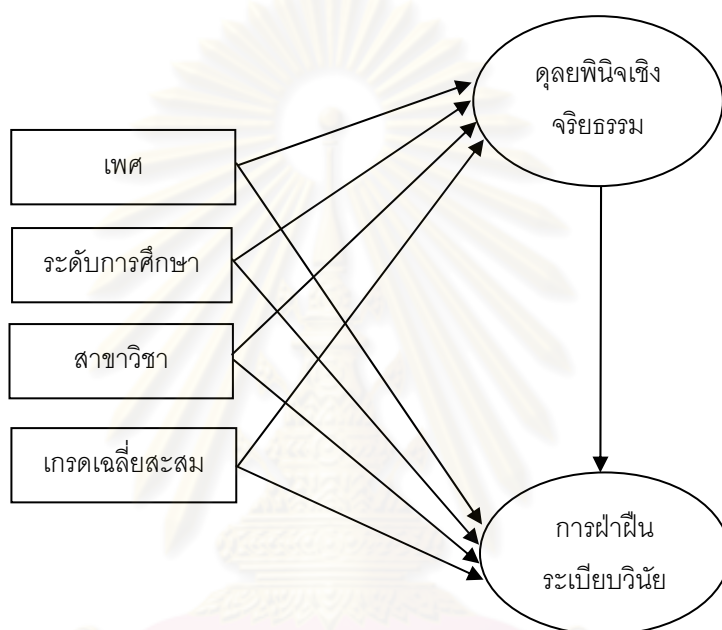 ดุลยพินิจเชิง
จริยธรรม
เพศ
ระดับการศึกษา
สาขาวิชา
เกรดเฉลี่ยสะสม
การฝ่าฝืน
ระเบียบวินัย